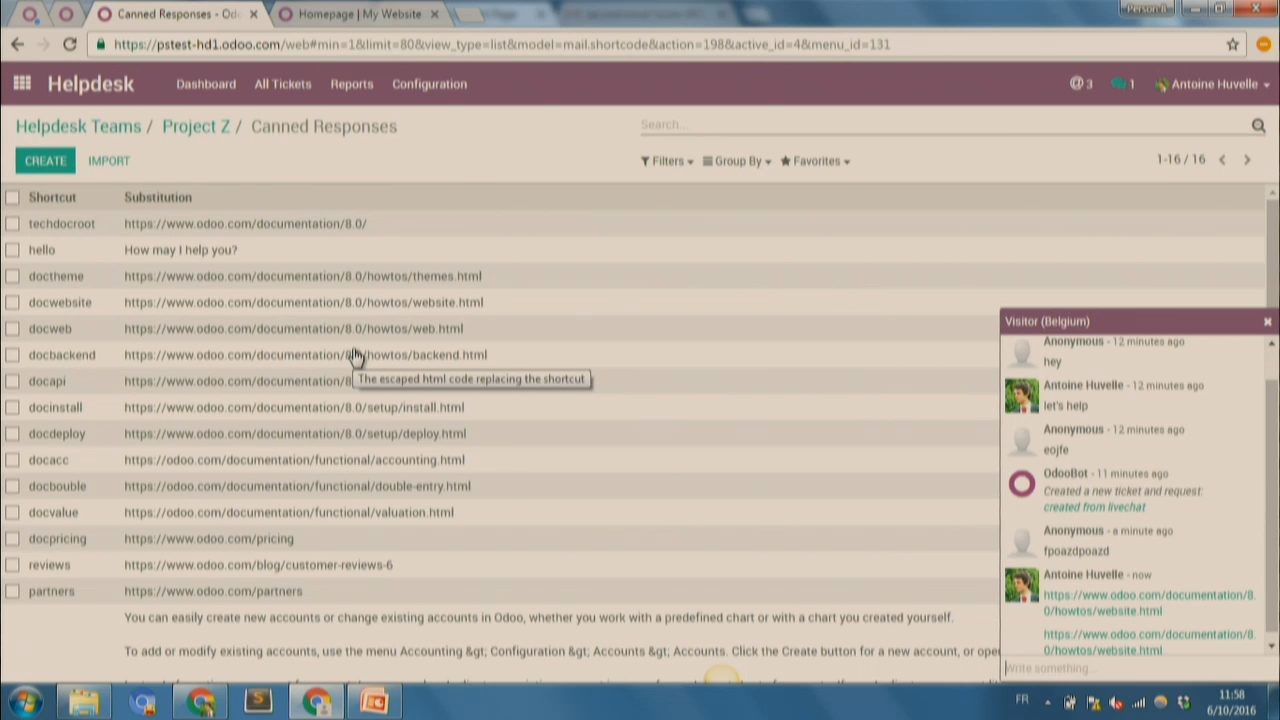 Canned Responses - Odo
Homepage | My Website
https://pstest-hd1.odoo.com/web#min=1&limit=80&view_type=list&model=mail.shortcode&action=198&active_id=4&menu_id=131
Helpdesk Dashboard All Tickets Reports Configuration @ 3 1 Antoine Huvelle
Helpdesk Teams / Project Z / Canned Responses Search...
CREATE IMPORT Filters Group By Favorites 1-16 / 16
Shortcut Substitution
techdocroot https://www.odoo.com/documentation/8.0/
hello How may I help you?
doctheme https://www.odoo.com/documentation/8.0/howtos/themes.html
docwebsite https://www.odoo.com/documentation/8.0/howtos/website.html
docweb https://www.odoo.com/documentation/8.0/howtos/web.html
docbackend https://www.odoo.com/documentation/8.0/howtos/backend.html
docapi https://www.odoo.com/documentation/8
The escaped html code replacing the shortcut
docinstall https://www.odoo.com/documentation/8.0/setup/install.html
docdeploy https://www.odoo.com/documentation/8.0/setup/deploy.html
docacc https://odoo.com/documentation/functional/accounting.html
docbouble https://odoo.com/documentation/functional/double-entry.html
docvalue https://odoo.com/documentation/functional/valuation.html
docpricing https://www.odoo.com/pricing
reviews https://www.odoo.com/blog/customer-reviews-6
partners https://www.odoo.com/partners
You can easily create new accounts or change existing accounts in Odoo, whether you work with a predefined chart or with a chart you created yourself.
To add or modify existing accounts, use the menu Accounting &gt; Configuration &gt; Accounts &gt; Accounts. Click the Create button for a new account, or ope
Visitor (Belgium)
Anonymous - 12 minutes ago
hey
Antoine Huvelle - 12 minutes ago
let's help
Anonymous - 12 minutes ago
eojfe
OdooBot - 11 minutes ago
Created a new ticket and request:
created from livechat
Anonymous - a minute ago
fpoazdpoazd
Antoine Huvelle - now
https://www.odoo.com/documentation/8.
0/howtos/website.html
https://www.odoo.com/documentation/8.
0/howtos/website.html
Write something...
FR
11:58
6/10/2016